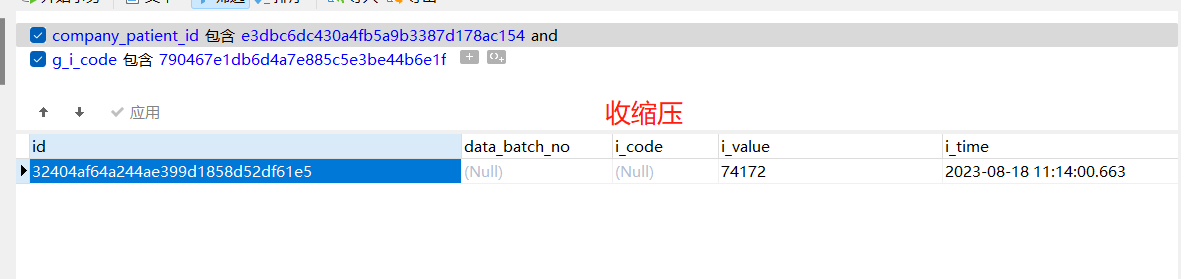 company_patient_id 包含 e3dbc6dc430a4fb5a9b3387d178ac154 and
g_i_code 包含 790467e1db6d4a7e885c5e3be44b6e1f
应用
收缩压
id data_batch_no i_code i_value i_time
32404af64a244ae399d1858d52df61e5 (Null) (Null) 74172 2023-08-18 11:14:00.663